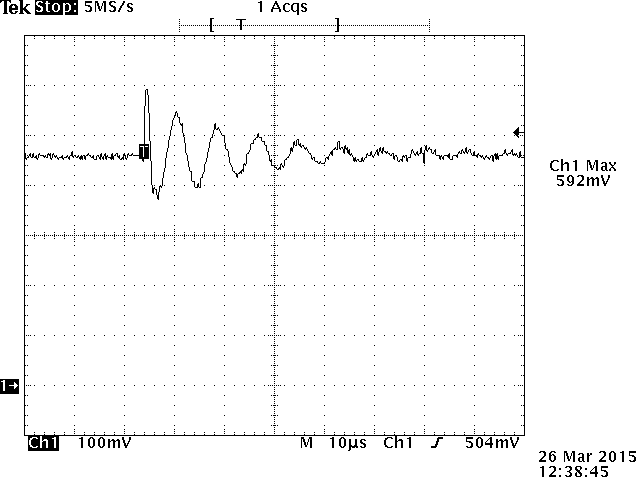 Tek Stop: 5MS/s 1 Acqs
[ T ]
T
Ch1 Max
592mV
1→
Ch1 100mV M 10µs Ch1 504mV
26 Mar 2015
12:38:45